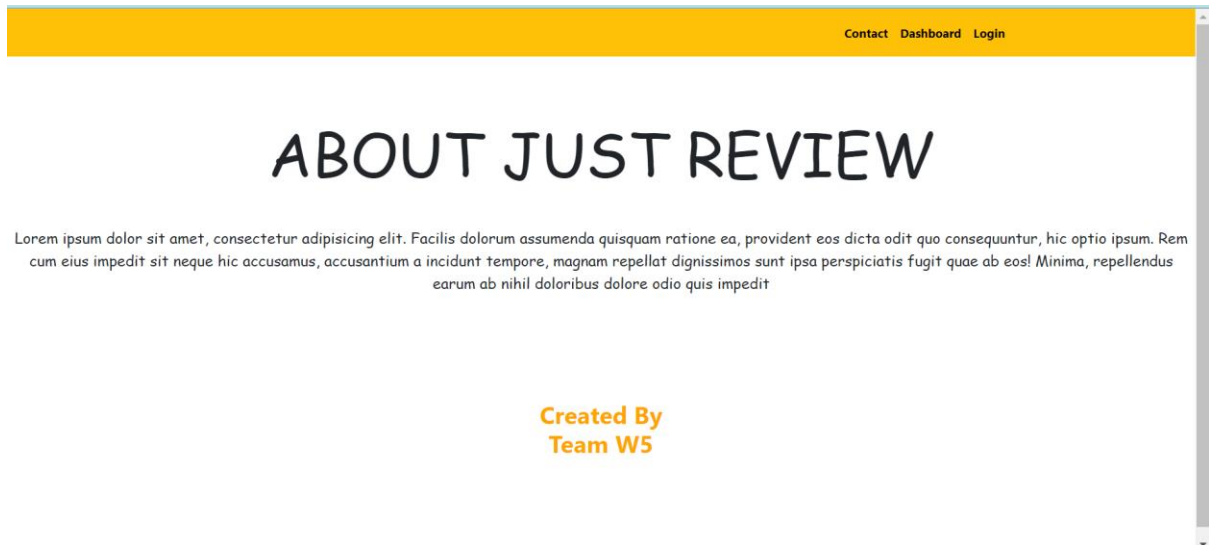 Contact Dashboard Login
ABOUT JUST REVIEW
Lorem ipsum dolor sit amet, consectetur adipisicing elit. Facilis dolorum assumenda quisquam ratione ea, provident eos dicta odit quo consequuntur, hic optio ipsum. Rem
cum eius impedit sit neque hic accusamus, accusantium a incidunt tempore, magnam repellat dignissimos sunt ipsa perspiciatis fugit quae ab eos! Minima, repellendus
earum ab nihil doloribus dolore odio quis impedit
Created By
Team W5